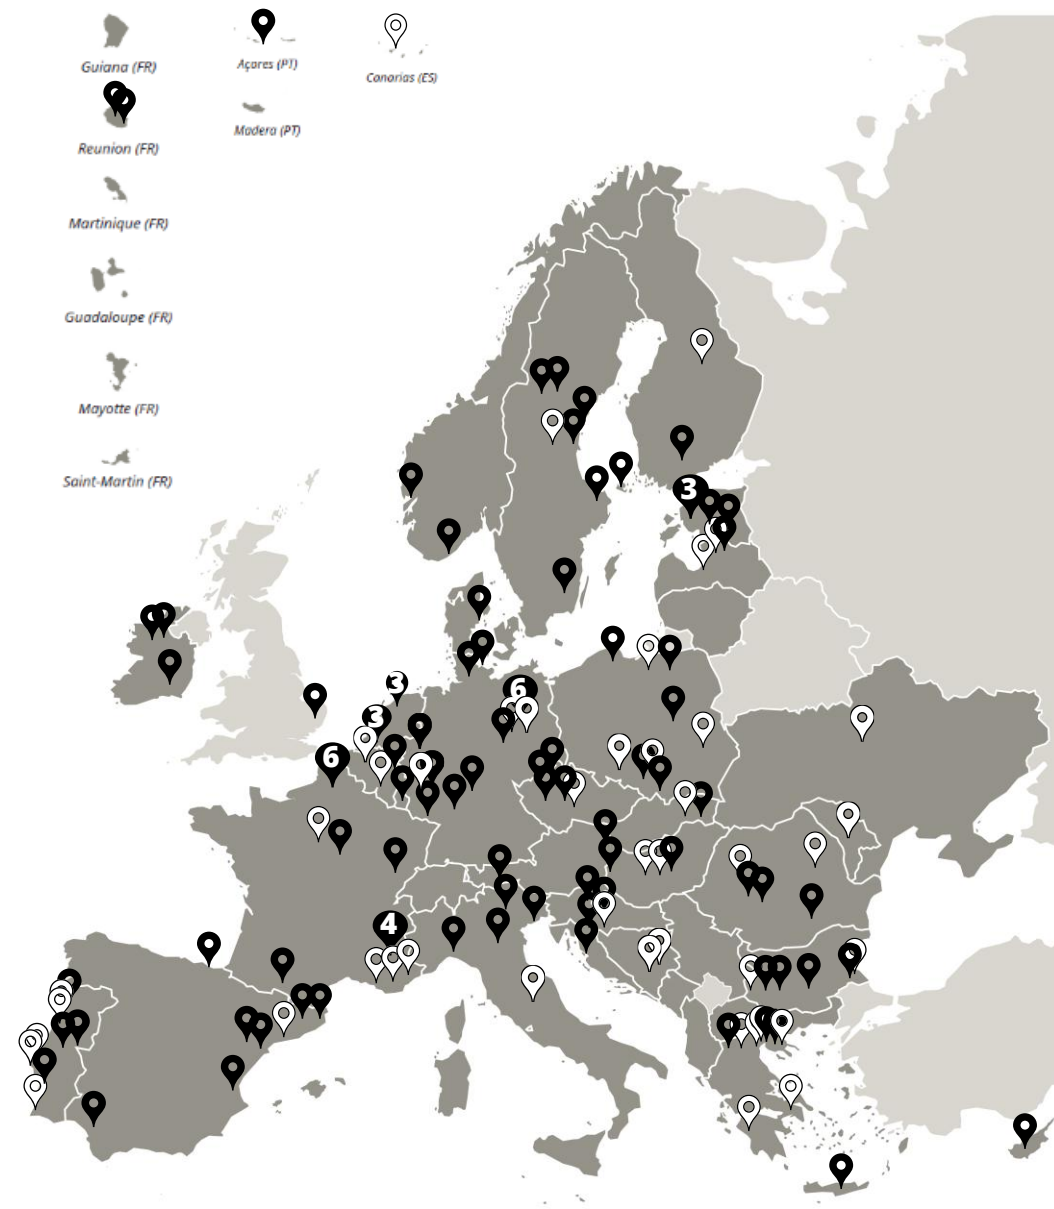 Guiana (FR)
Açares (PT)
Canarias (ES)
Reunion (FR)
Madera (PT)
Martinique (FR)
Guadaloupe (FR)
Mayotte (FR)
Saint-Martin (FR)
3
3
6
3
6
4